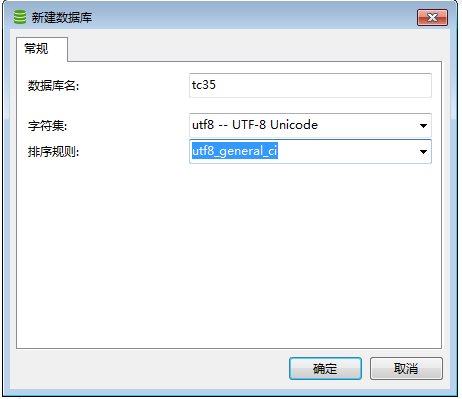 新建数据库
常规
数据库名: tc35
字符集: utf8 -- UTF-8 Unicode
排序规则: utf8_general_ci
确定 取消